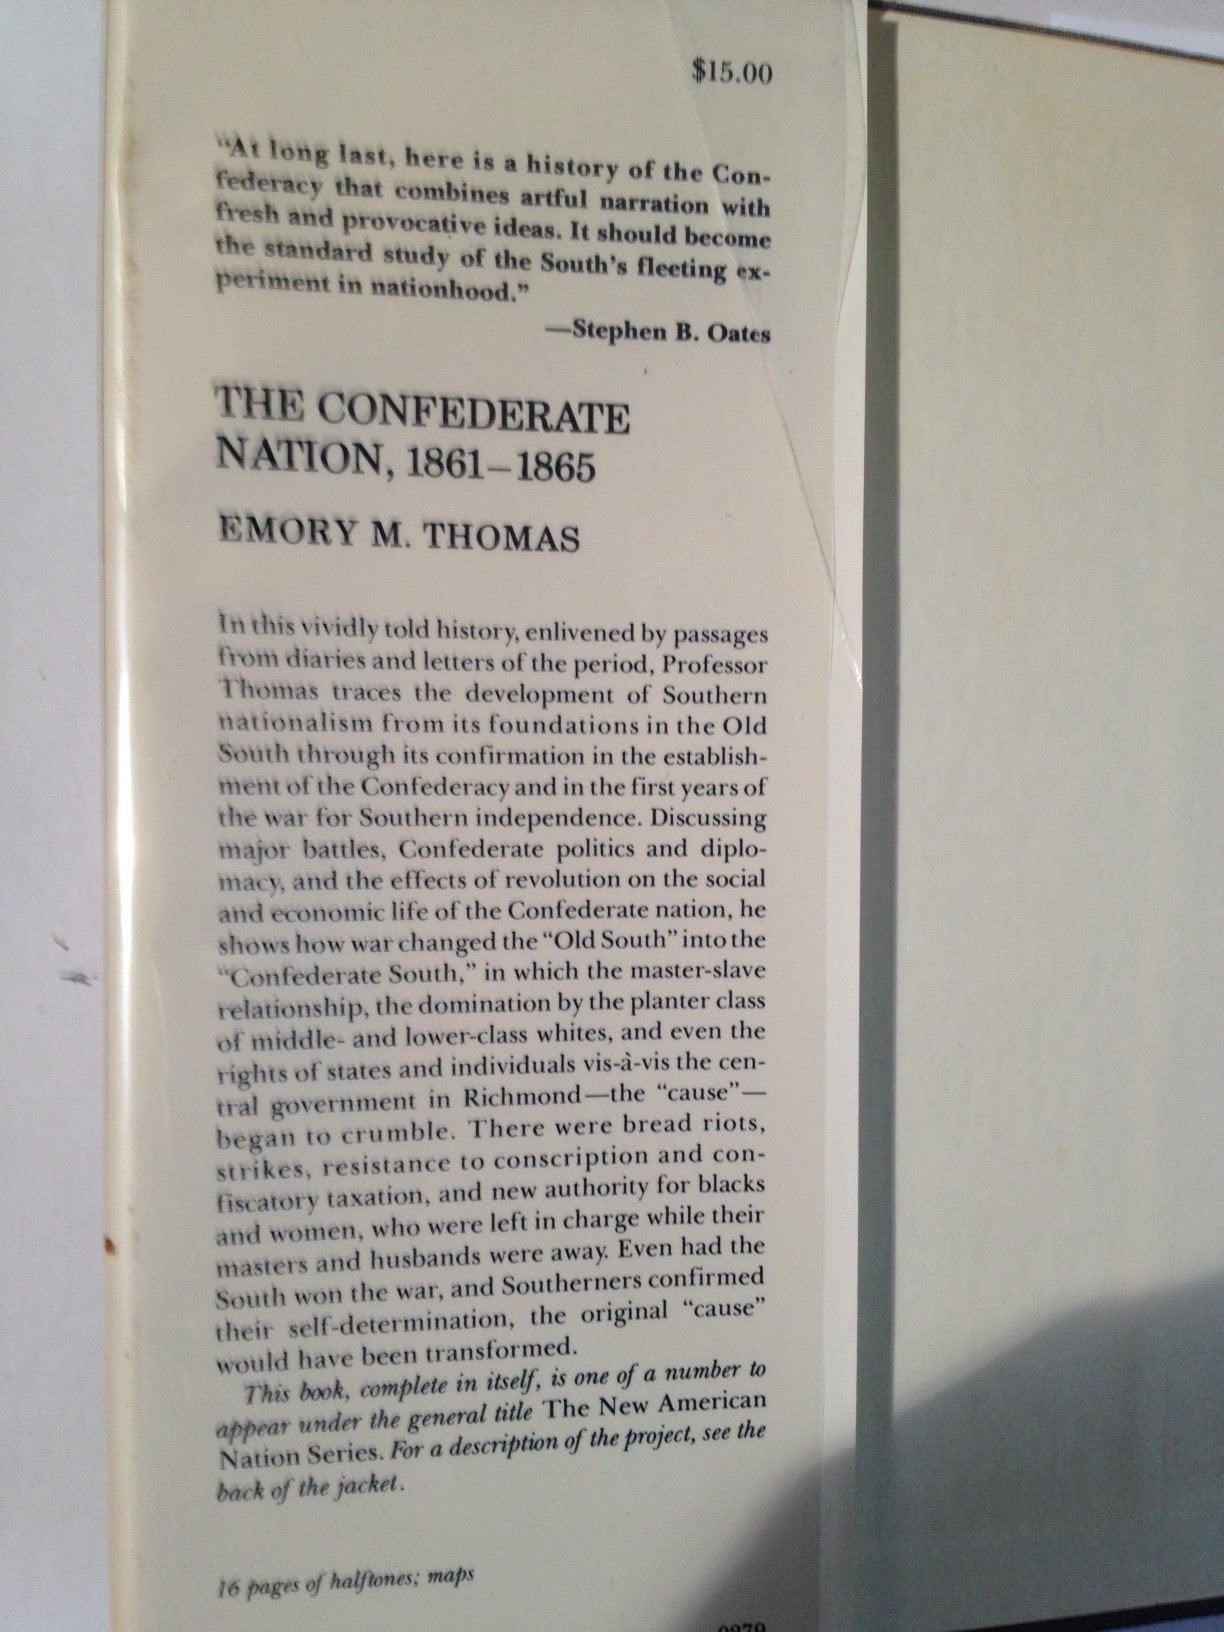 $15.00
“At long last, here is a history of the Con-
federacy that combines artful narration with
fresh and provocative ideas. It should become
the standard study of the South’s fleeting ex-
periment in nationhood.”
—Stephen B. Oates
THE CONFEDERATE
NATION, 1861–1865
EMORY M. THOMAS
In this vividly told history, enlivened by passages
from diaries and letters of the period, Professor
Thomas traces the development of Southern
nationalism from its foundations in the Old
South through its confirmation in the establish-
ment of the Confederacy and in the first years of
the war for Southern independence. Discussing
major battles, Confederate politics and diplo-
macy, and the effects of revolution on the social
and economic life of the Confederate nation, he
shows how war changed the “Old South” into the
“Confederate South,” in which the master-slave
relationship, the domination by the planter class
of middle- and lower-class whites, and even the
rights of states and individuals vis-à-vis the cen-
tral government in Richmond—the “cause”—
began to crumble. There were bread riots,
strikes, resistance to conscription and con-
fiscatory taxation, and new authority for blacks
and women, who were left in charge while their
masters and husbands were away. Even had the
South won the war, and Southerners confirmed
their self-determination, the original “cause”
would have been transformed.
This book, complete in itself, is one of a number to
appear under the general title The New American
Nation Series. For a description of the project, see the
back of the jacket.
16 pages of halftones; maps